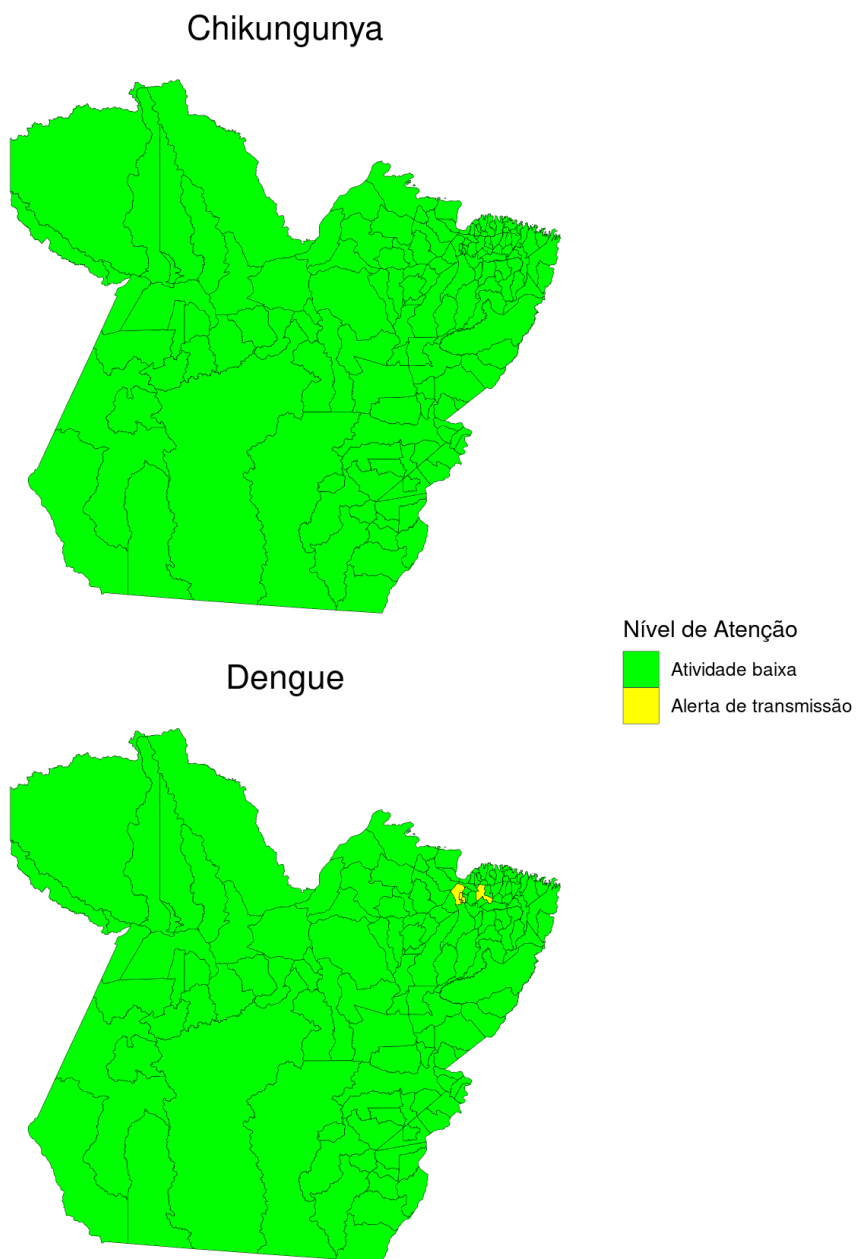 Chikungunya
Nível de Atenção
Atividade baixa
Alerta de transmissão
Dengue